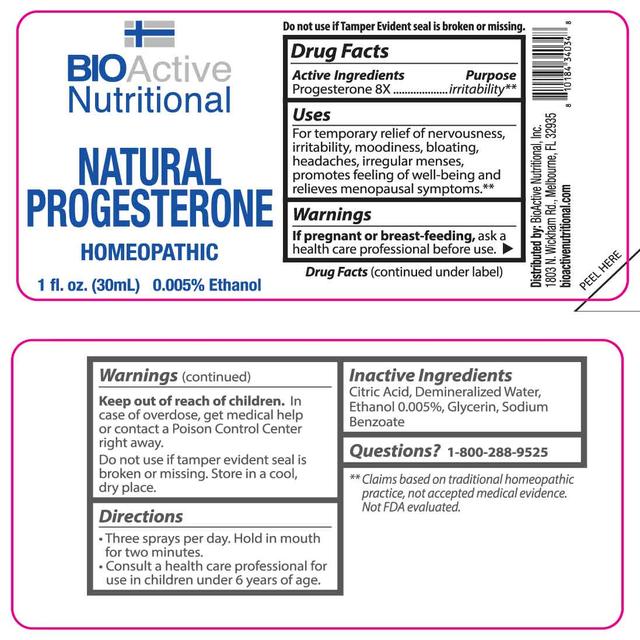 BIOActive
Nutritional
NATURAL
PROGESTERONE
HOMEOPATHIC
1 fl. oz. (30mL) 0.005% Ethanol
Do not use if Tamper Evident seal is broken or missing.
Drug Facts
Active Ingredients Purpose
Progesterone 8X ................... irritability**
Uses
For temporary relief of nervousness,
irritability, moodiness, bloating,
headaches, irregular menses,
promotes feeling of well-being and
relieves menopausal symptoms.**
Warnings
If pregnant or breast-feeding, ask a
health care professional before use. ▶
Drug Facts (continued under label)
Distributed by: BioActive Nutritional, Inc.
1803 N. Wickham Rd., Melbourne, FL 32935
bioactivenutritional.com
8 10184 34034 8
PEEL HERE
Warnings (continued)
Keep out of reach of children. In
case of overdose, get medical help
or contact a Poison Control Center
right away.
Do not use if tamper evident seal is
broken or missing. Store in a cool,
dry place.
Directions
• Three sprays per day. Hold in mouth
for two minutes.
• Consult a health care professional for
use in children under 6 years of age.
Inactive Ingredients
Citric Acid, Demineralized Water,
Ethanol 0.005%, Glycerin, Sodium
Benzoate
Questions? 1-800-288-9525
** Claims based on traditional homeopathic
practice, not accepted medical evidence.
Not FDA evaluated.